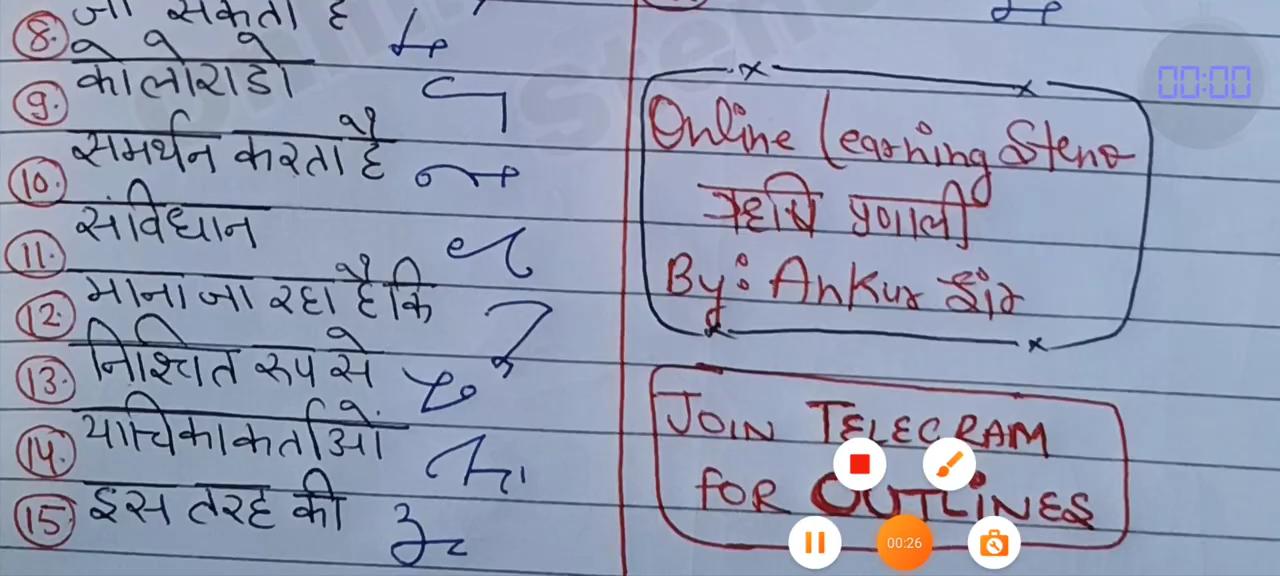 जा सकता है
8. कोलोराडो
9. समर्थन करता है
10. संविधान
11. माना जा रहा है कि
12. निश्चित रूप से
13. याचिकाकर्ताओं
14. इस तरह की
15.
00:00
Online Learning Steno
ऋषि प्रणाली
By: Ankur Sir
JOIN TELEGRAM
FOR OUTLINES
00:26